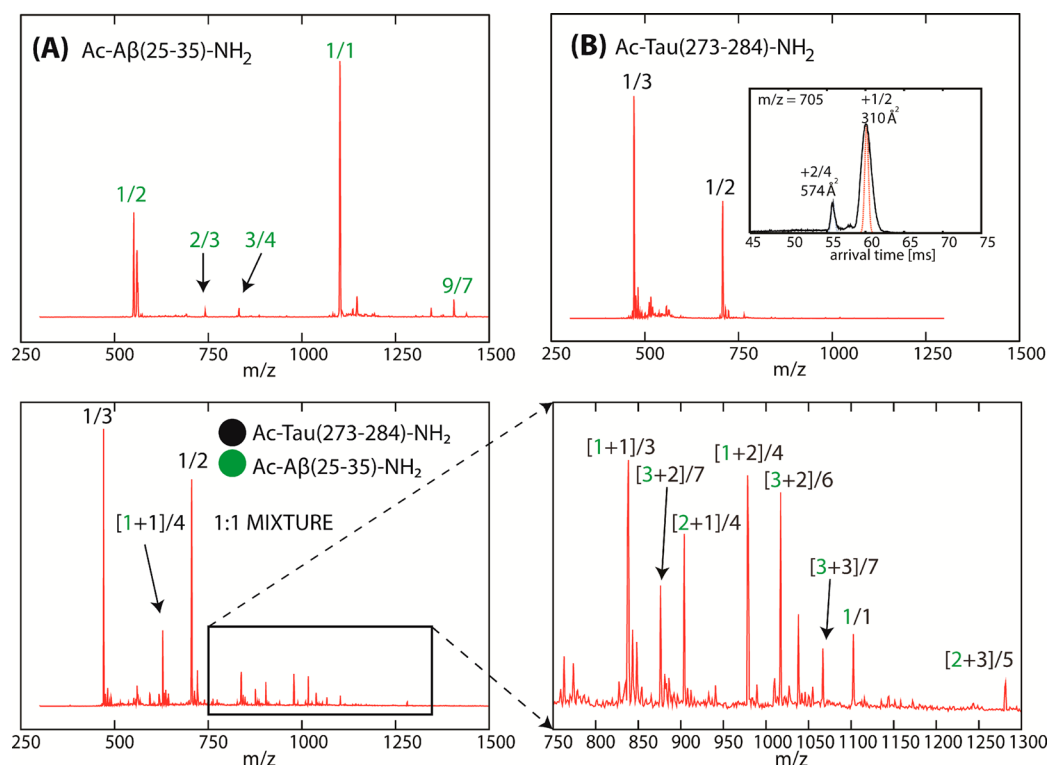 (A) Ac-Aβ(25-35)-NH₂
1/1
1/2
2/3
3/4
9/7
250 500 750 1000 1250 1500
m/z
(B) Ac-Tau(273-284)-NH₂
1/3
1/2
m/z = 705
+1/2
310 Å²
+2/4
574 Å²
45 50 55 60 65 70 75
arrival time [ms]
250 500 750 1000 1250 1500
m/z
1/3
Ac-Tau(273-284)-NH₂
1/2
Ac-Aβ(25-35)-NH₂
[1+1]/4
1:1 MIXTURE
250 500 750 1000 1250 1500
m/z
[1+1]/3
[1+2]/4
[3+2]/7
[3+2]/6
[2+1]/4
[3+3]/7
1/1
[2+3]/5
750 800 850 900 950 1000 1050 1100 1150 1200 1250 1300
m/z